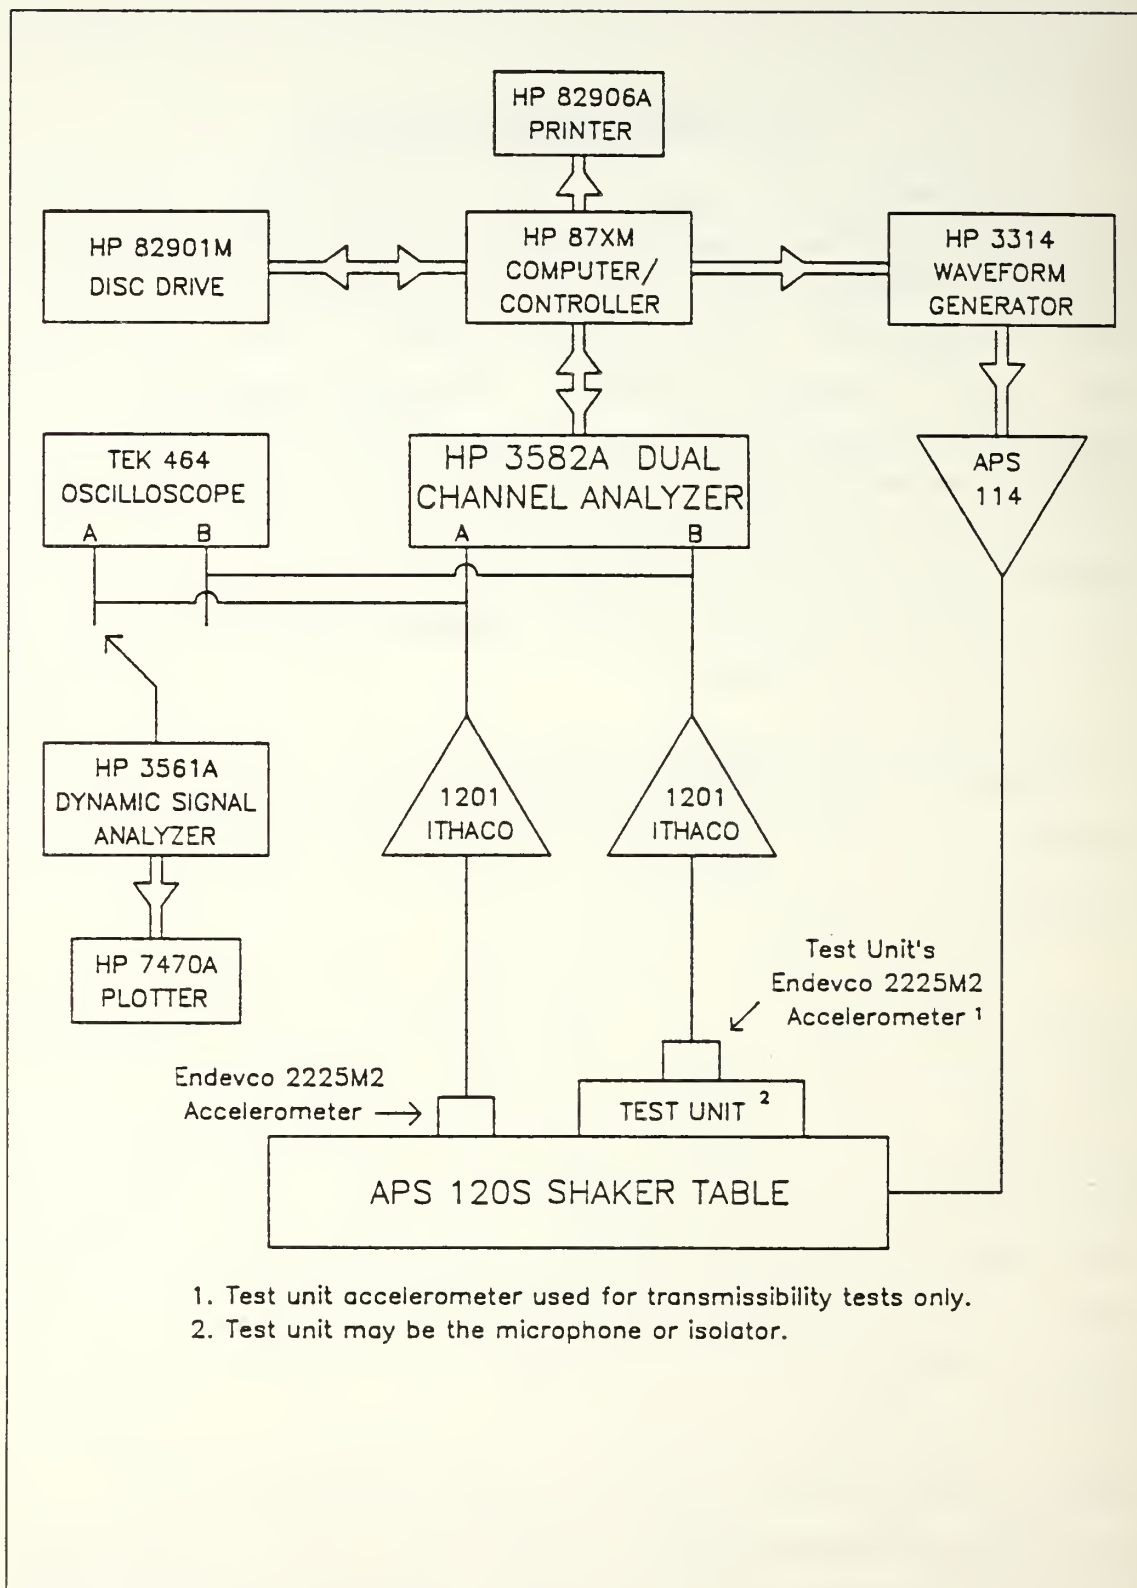 HP 82906A
PRINTER
HP 82901M
DISC DRIVE
HP 87XM
COMPUTER/
CONTROLLER
HP 3314
WAVEFORM
GENERATOR
TEK 464
OSCILLOSCOPE
A B
HP 3582A DUAL
CHANNEL ANALYZER
A B
APS
114
HP 3561A
DYNAMIC SIGNAL
ANALYZER
1201
ITHACO
1201
ITHACO
HP 7470A
PLOTTER
Test Unit's
Endevco 2225M2
Accelerometer 1
Endevco 2225M2
Accelerometer
TEST UNIT 2
APS 120S SHAKER TABLE
1. Test unit accelerometer used for transmissibility tests only.
2. Test unit may be the microphone or isolator.